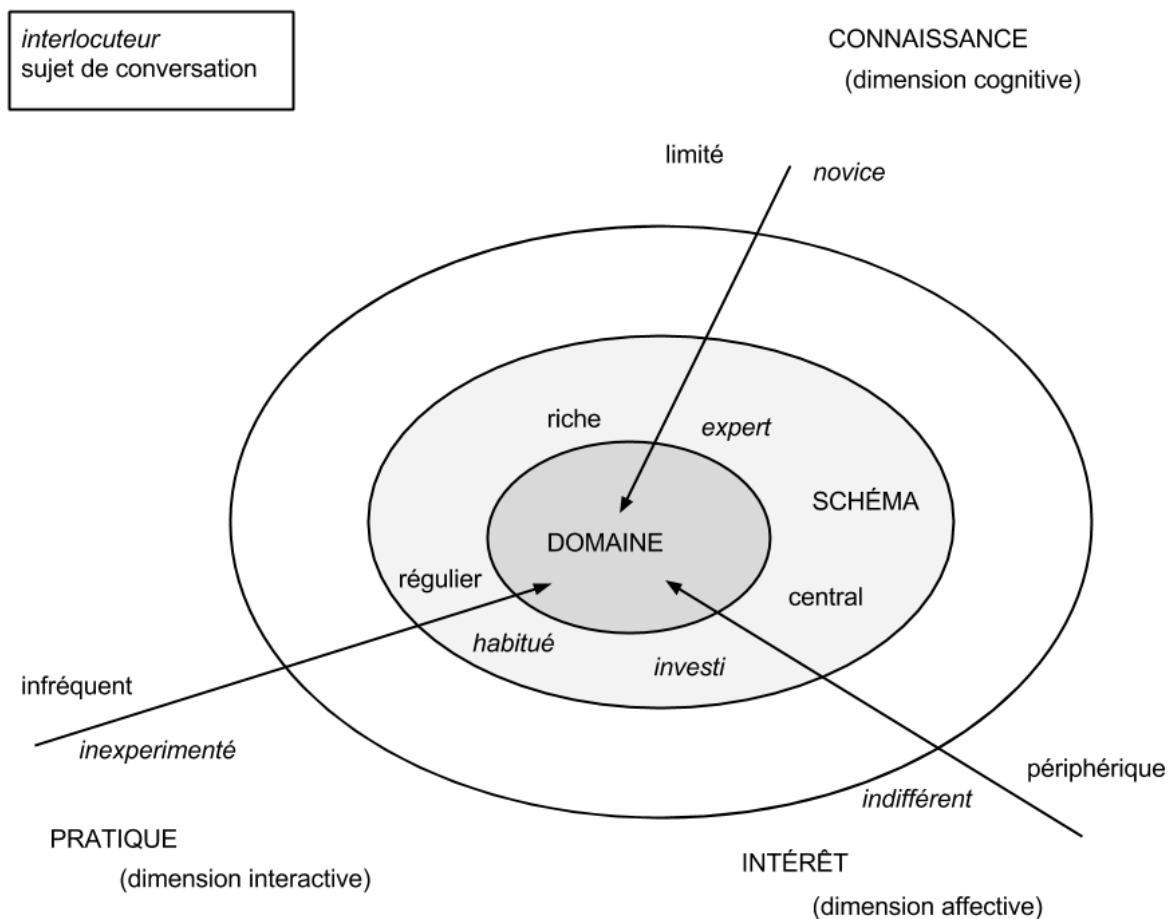 interlocuteur
sujet de conversation
CONNAISSANCE
(dimension cognitive)
limité
novice
riche
expert
SCHÉMA
DOMAINE
régulier
central
habitué
investi
infréquent
inexperimenté
périphérique
indifférent
PRATIQUE
(dimension interactive)
INTÉRÊT
(dimension affective)